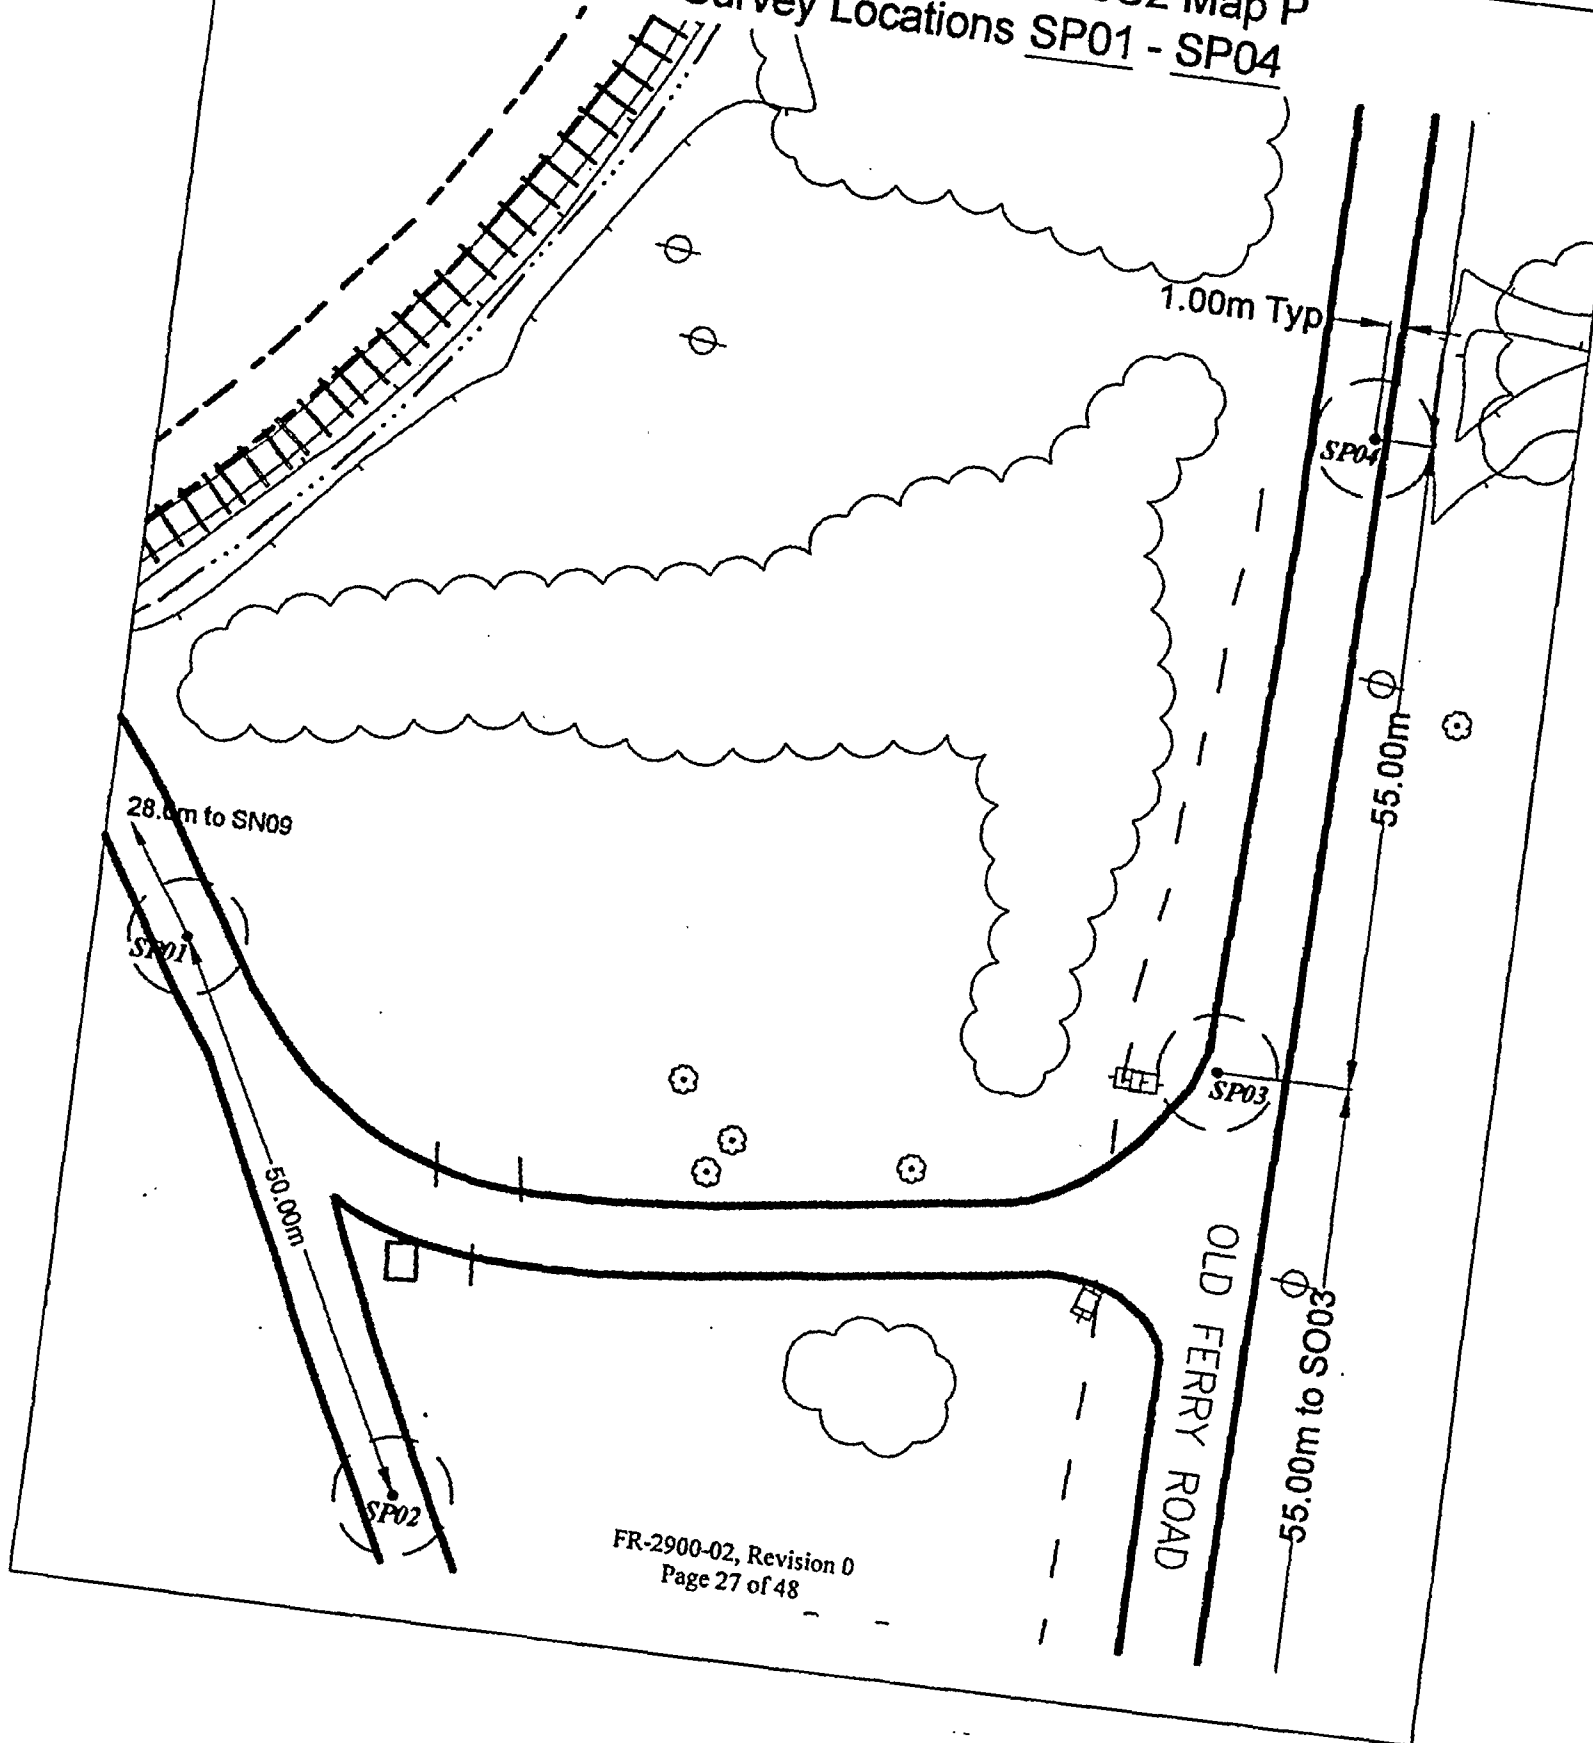 Map P
Survey Locations SP01 - SP04
1.00m Typ
SP04
55.00m
28. m to SN09
SP01
SP03
50.00m
OLD FERRY ROAD
55.00m to SO03
SP02
FR-2900-02, Revision 0
Page 27 of 48